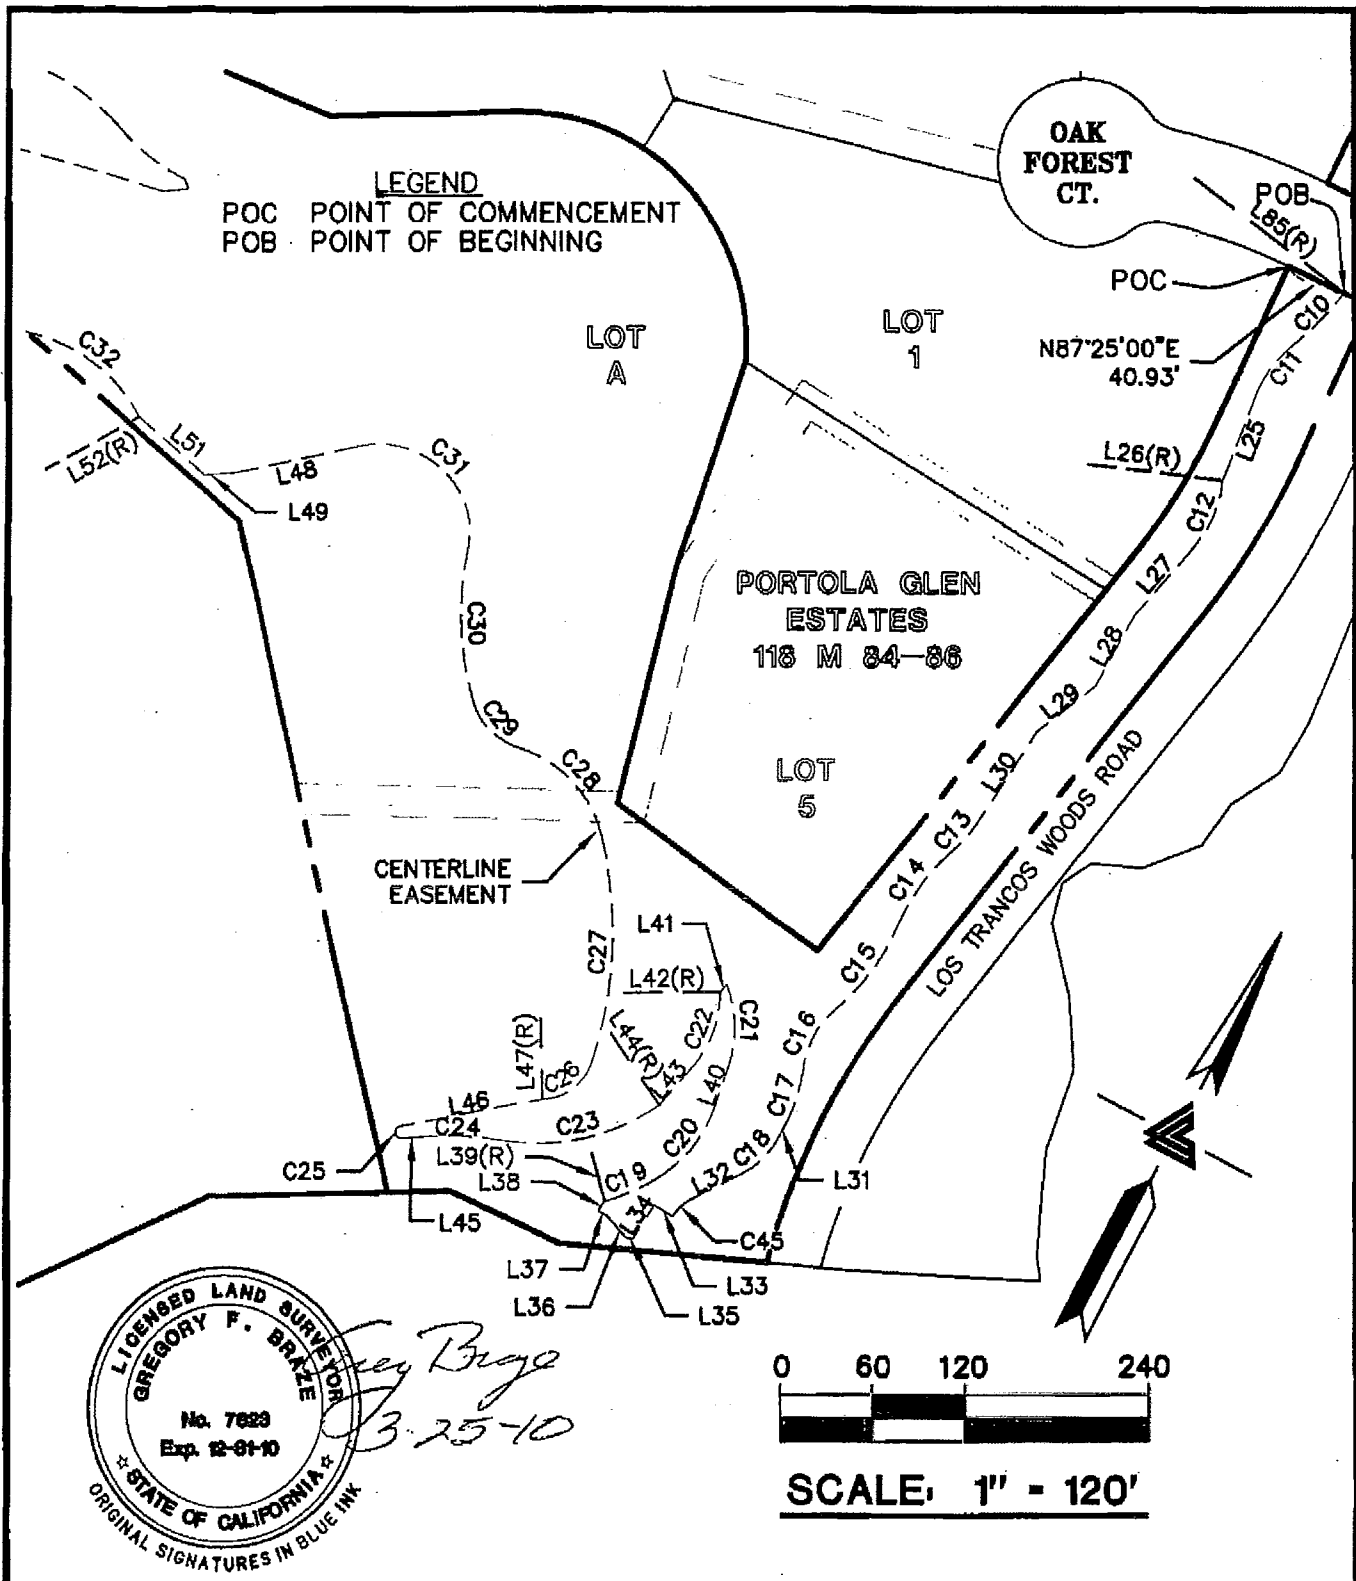 OAK
FOREST
CT.
POB
L85(R)
LEGEND
POC POINT OF COMMENCEMENT
POB POINT OF BEGINNING
POC
C10
N87°25'00"E
40.93'
LOT
1
LOT
A
C11
C32
L25
L26(R)
L51
L52(R)
L48
C31
L49
C12
L27
PORTOLA GLEN
ESTATES
118 M 84-86
C30
L28
L29
C29
C28
LOT
5
L30
LOS TRANCOS WOODS ROAD
C13
CENTERLINE
EASEMENT
C14
L41
C27
C15
L42(R)
C21
C22
C16
L44(R)
L47(R)
L43
C26
L40
C17
L46
C24
C23
C20
C18
L39(R)
C25
L38
C19
L32
L31
L45
L34
C45
L37
L33
L36
L35
LICENSED LAND SURVEYOR
GREGORY F. BRAZE
No. 7623
Exp. 12-31-10
STATE OF CALIFORNIA
ORIGINAL SIGNATURES IN BLUE INK
3-25-10
0 60 120 240
SCALE: 1" = 120'